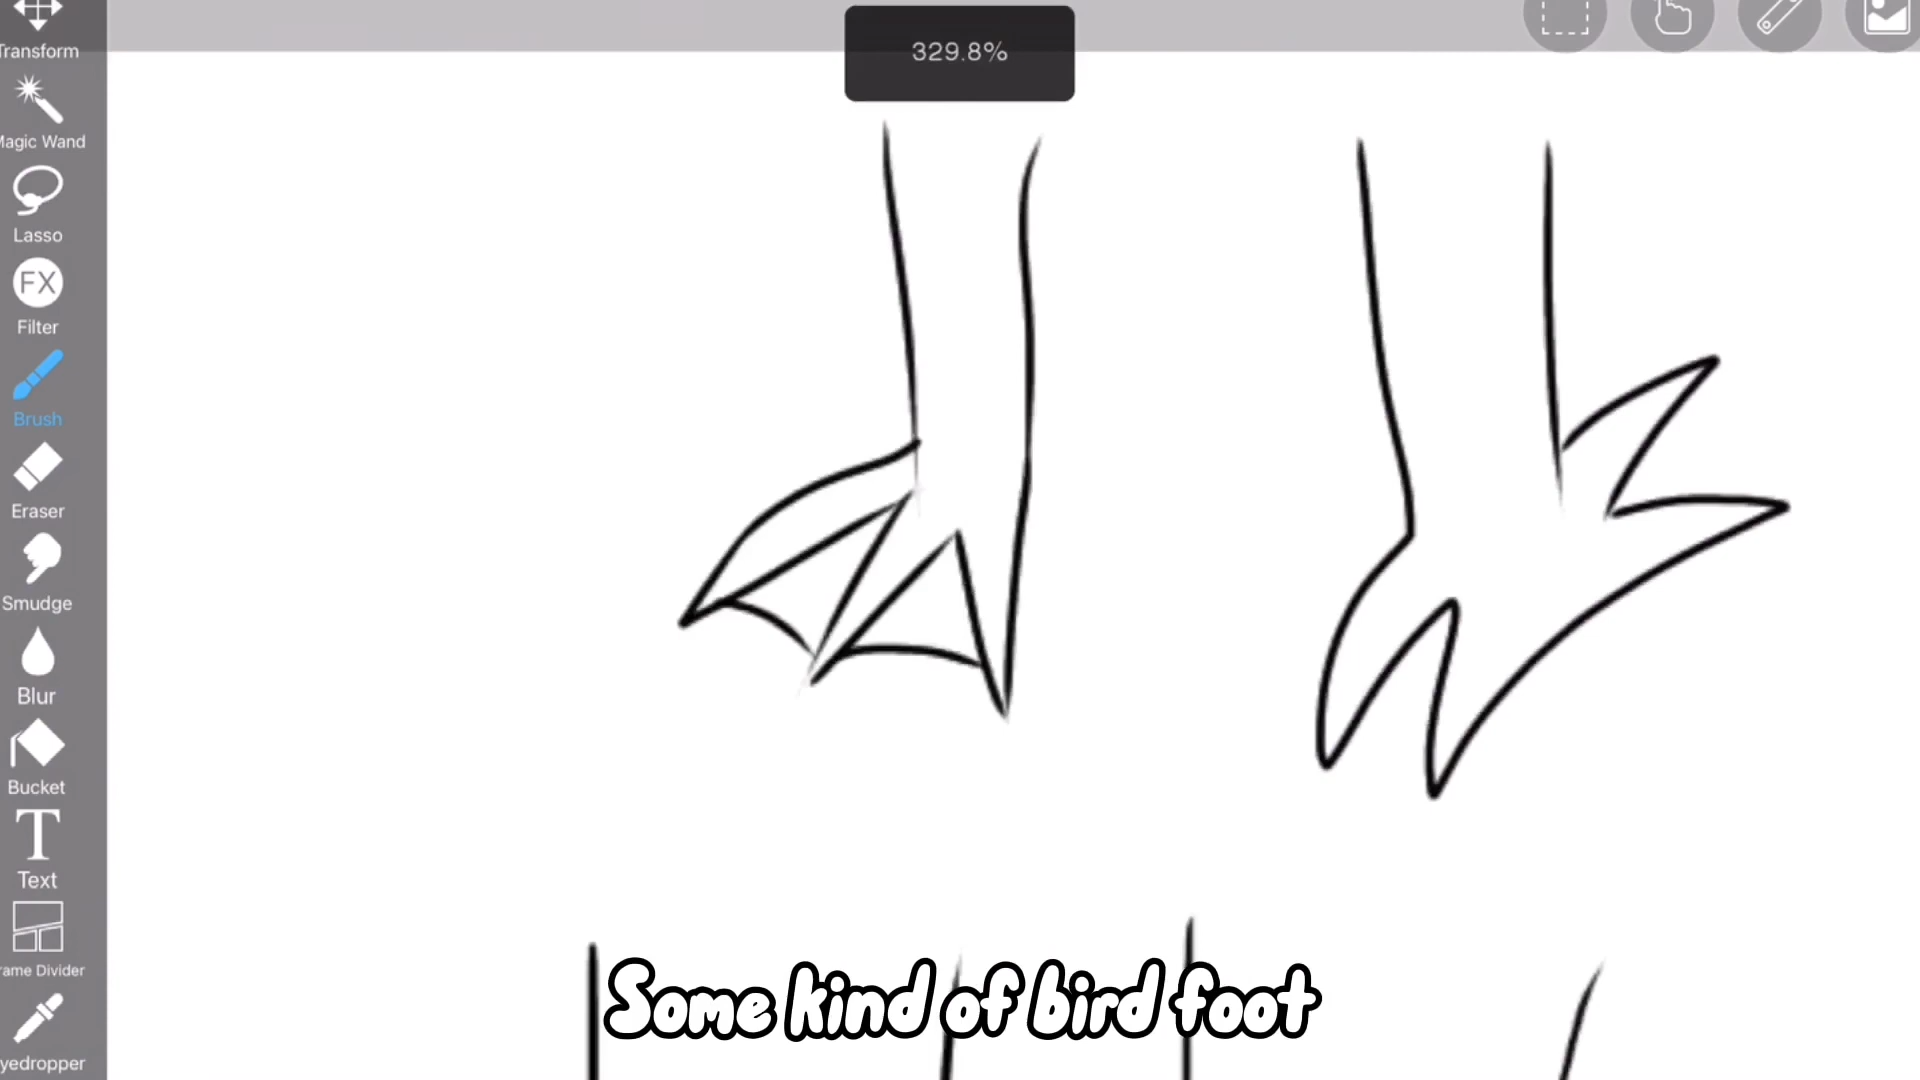 329.8%
Transform
Magic Wand
Lasso
FX
Filter
Brush
Eraser
Smudge
Blur
Bucket
T
Text
rame Divider
yedropper
Some kind of bird foot